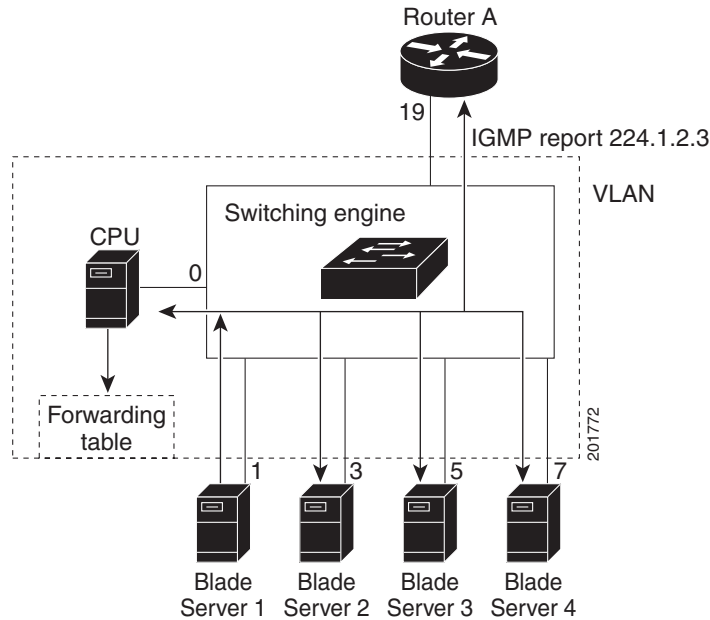 Router A
19
IGMP report 224.1.2.3
VLAN
Switching engine
CPU
0
Forwarding
table
201772
1
3
5
7
Blade
Server 1
Blade
Server 2
Blade
Server 3
Blade
Server 4